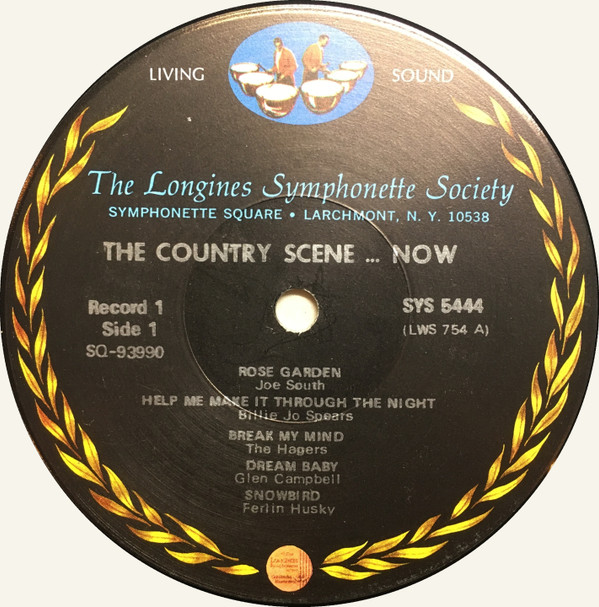 LIVING SOUND
The Longines Symphonette Society
SYMPHONETTE SQUARE • LARCHMONT, N. Y. 10538
THE COUNTRY SCENE ... NOW
Record 1
Side 1
SQ-93990
SYS 5444
(LWS 754 A)
ROSE GARDEN
Joe South
HELP ME MAKE IT THROUGH THE NIGHT
Billie Jo Spears
BREAK MY MIND
The Hagers
DREAM BABY
Glen Campbell
SNOWBIRD
Ferlin Husky